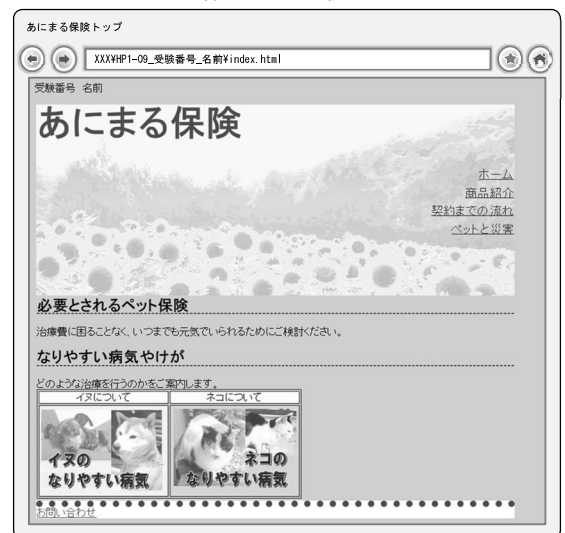 あにまる保険トップ
XXX¥HP1-09_受験番号_名前¥index.html
受験番号 名前
あにまる保険
ホーム
商品紹介
契約までの流れ
ペットと災害
必要とされるペット保険
治療費に困ることなく、いつまでも元気でいられるためにご検討ください。
なりやすい病気やけが
どのような治療を行うのかをご案内します。
イヌについて ネコについて
イヌの
なりやすい病気
ネコの
なりやすい病気
お問い合わせ